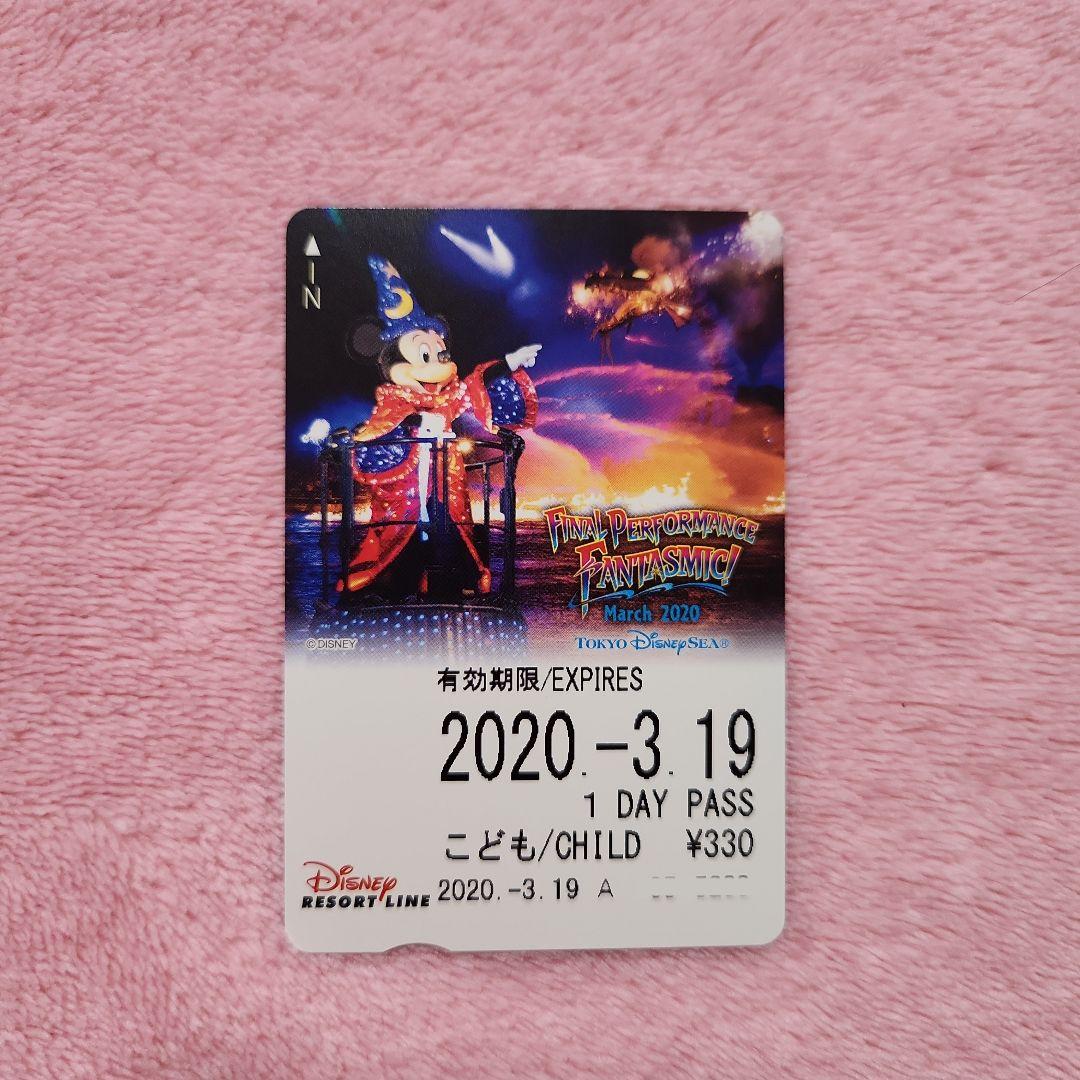 IN
FINAL PERFORMANCE
FANTASMIC!
March 2020
TOKYO DISNEYSEA®
©DISNEY
有効期限/EXPIRES
2020.-3.19
1 DAY PASS
こども/CHILD ¥330
DISNEY
RESORT LINE
2020.-3.19 A